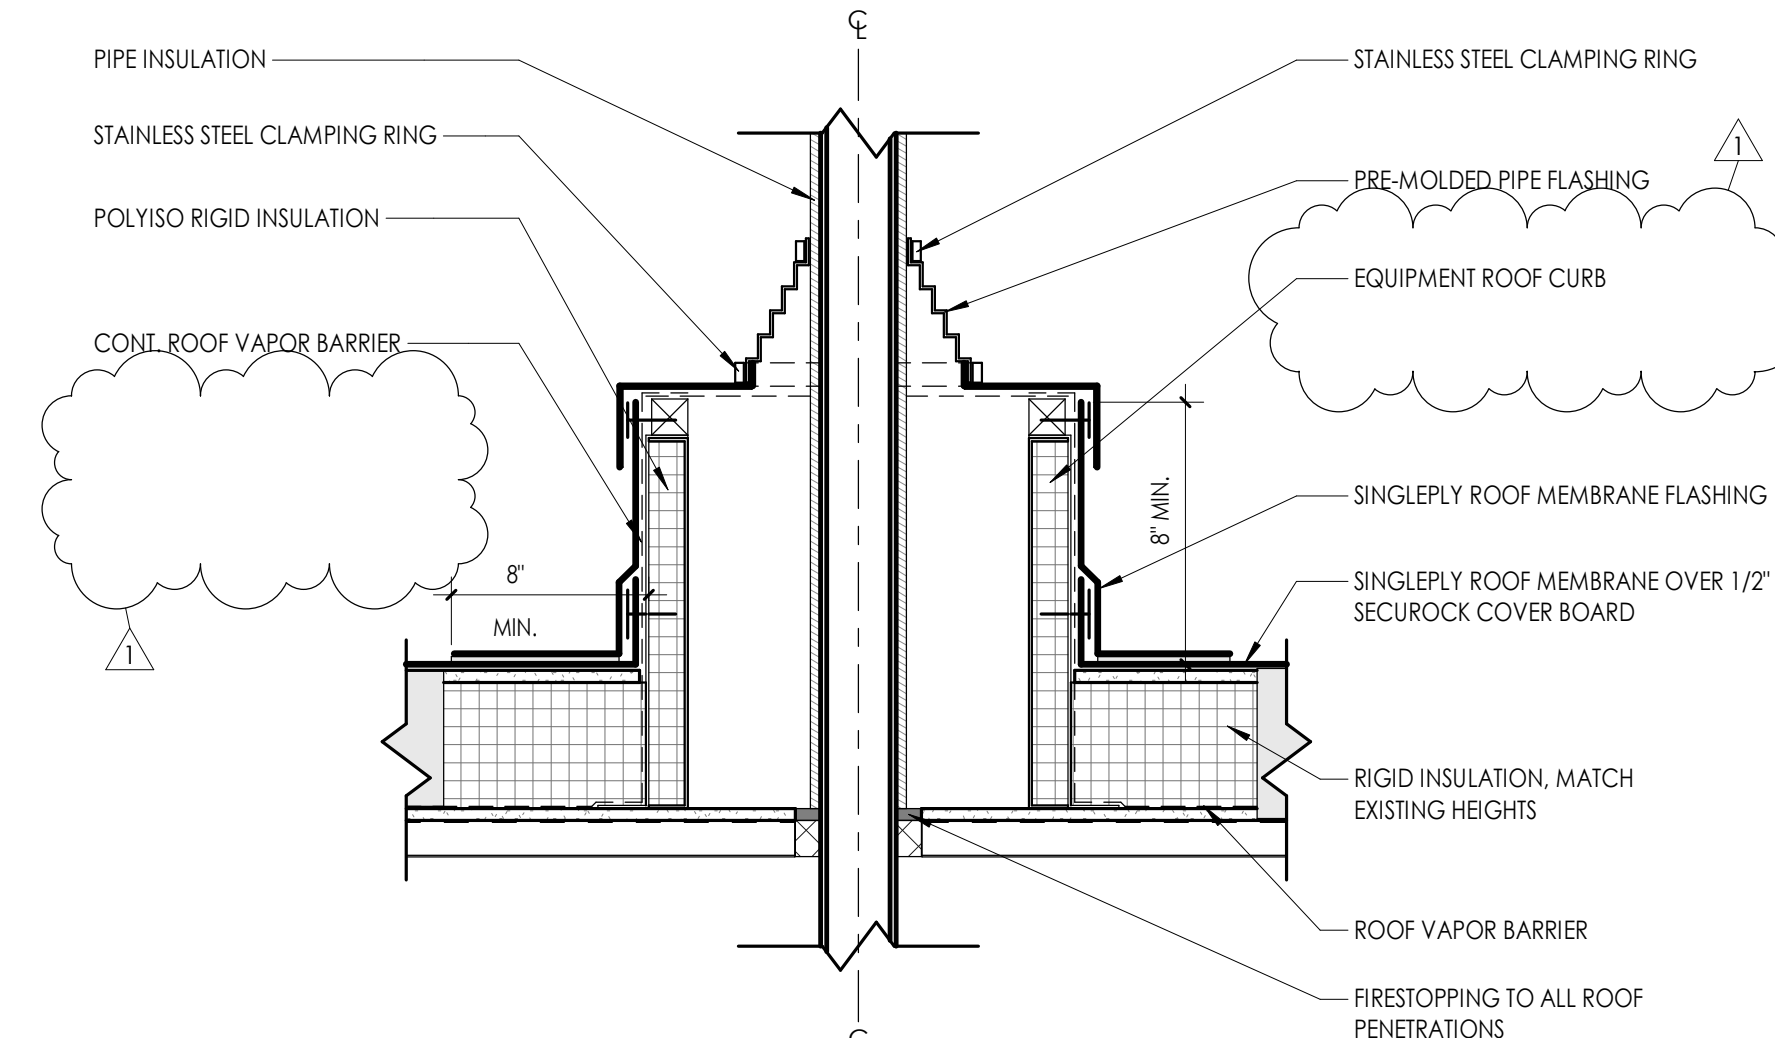 ℄
PIPE INSULATION
STAINLESS STEEL CLAMPING RING
POLYISO RIGID INSULATION
CONT. ROOF VAPOR BARRIER
8"
MIN.
1
STAINLESS STEEL CLAMPING RING
1
PRE-MOLDED PIPE FLASHING
EQUIPMENT ROOF CURB
8" MIN.
SINGLEPLY ROOF MEMBRANE FLASHING
SINGLEPLY ROOF MEMBRANE OVER 1/2"
SECUROCK COVER BOARD
RIGID INSULATION, MATCH
EXISTING HEIGHTS
ROOF VAPOR BARRIER
FIRESTOPPING TO ALL ROOF
PENETRATIONS